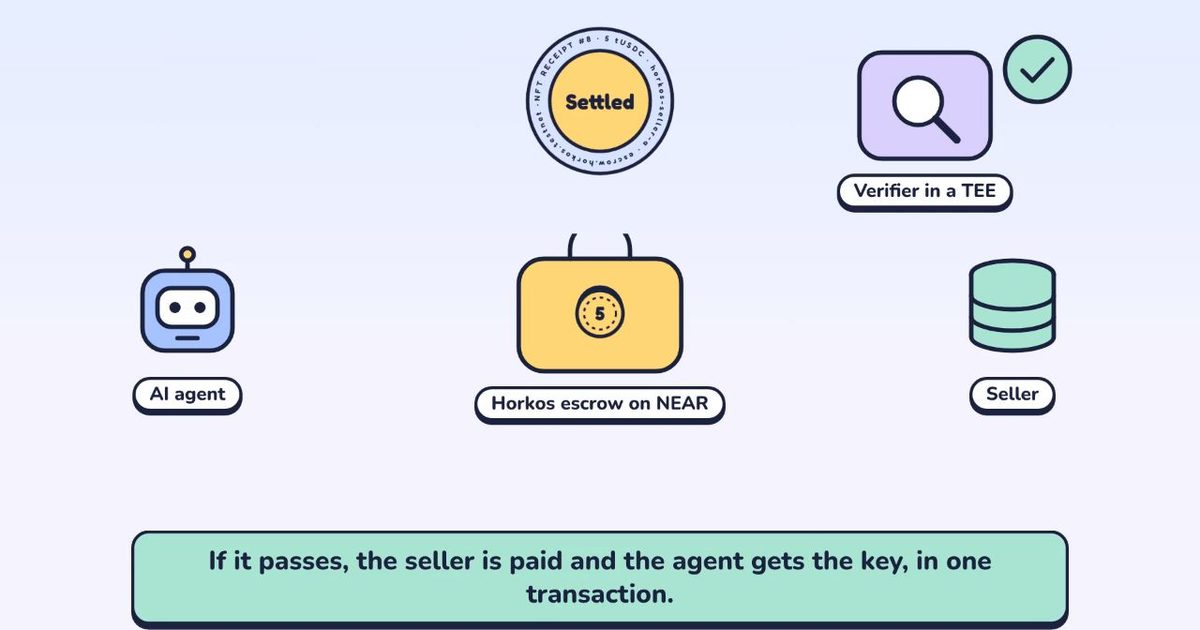 NFT RECEIPT #8 · 5 tUSDC · horkos-seller-a · escrow.horkos.testnet ·
Settled
Verifier in a TEE
5
AI agent
Horkos escrow on NEAR
Seller
If it passes, the seller is paid and the agent gets the key, in one
transaction.